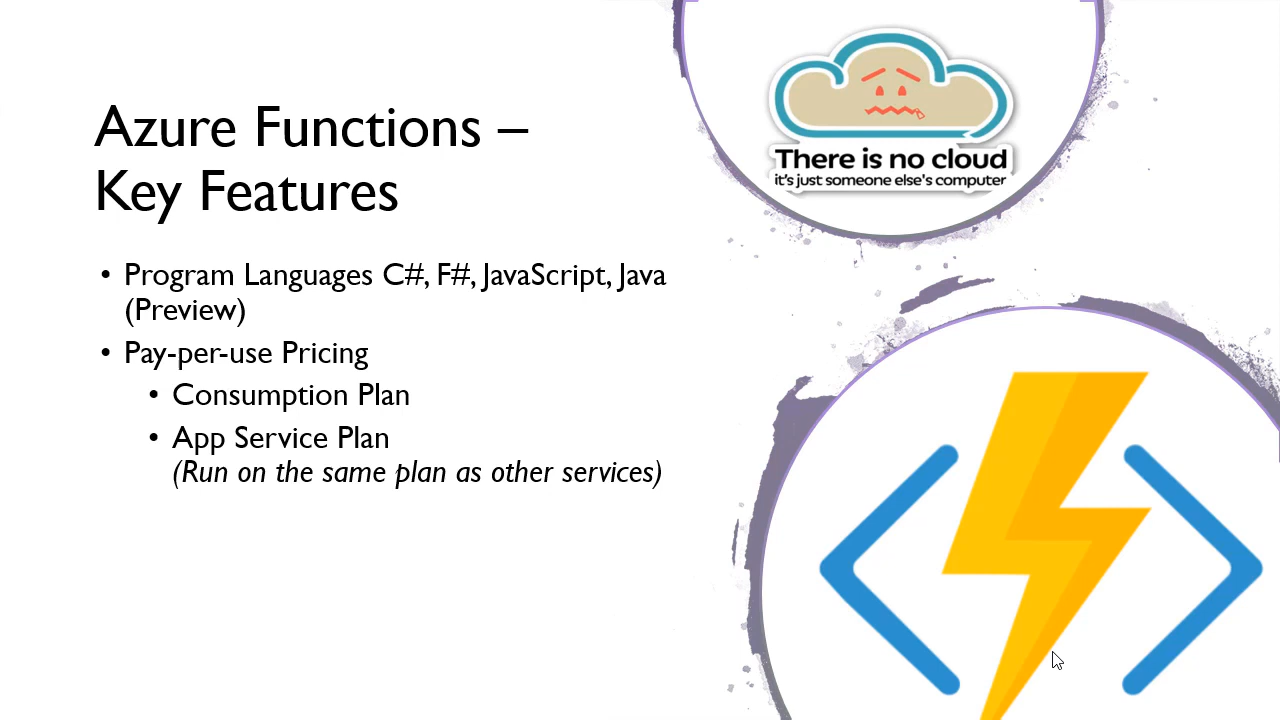 There is no cloud
it's just someone else's computer
Azure Functions –
Key Features
• Program Languages C#, F#, JavaScript, Java
(Preview)
• Pay-per-use Pricing
• Consumption Plan
• App Service Plan
(Run on the same plan as other services)